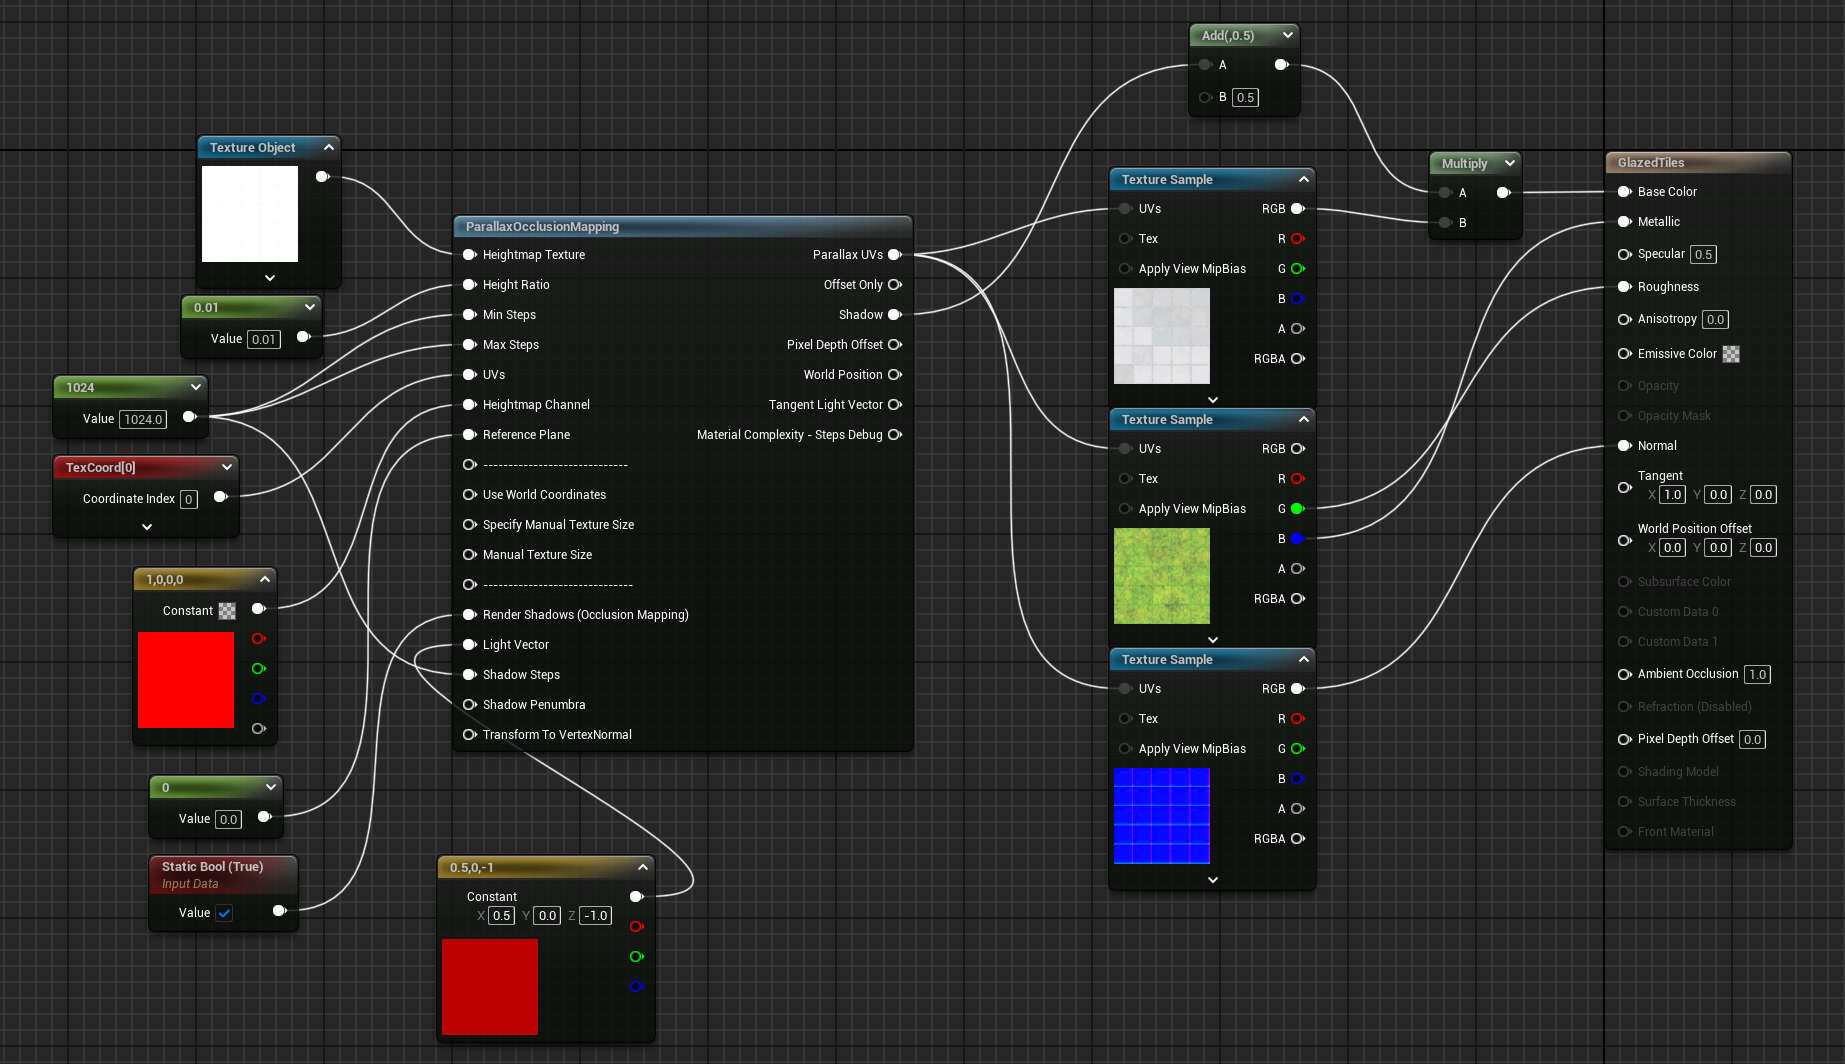 Add(,0.5)
A
B 0.5
Texture Object
0.01
Value 0.01
1024
Value 1024.0
TexCoord[0]
Coordinate Index 0
1,0,0,0
Constant
0
Value 0.0
Static Bool (True)
Input Data
Value
ParallaxOcclusionMapping
Heightmap Texture Parallax UVs
Height Ratio Offset Only
Min Steps Shadow
Max Steps Pixel Depth Offset
UVs World Position
Heightmap Channel Tangent Light Vector
Reference Plane Material Complexity - Steps Debug
-----------------------------
Use World Coordinates
Specify Manual Texture Size
Manual Texture Size
------------------------------
Render Shadows (Occlusion Mapping)
Light Vector
Shadow Steps
Shadow Penumbra
Transform To VertexNormal
0.5,0,-1
Constant
X 0.5 Y 0.0 Z -1.0
Texture Sample
UVs RGB
Tex R
Apply View MipBias G
B
A
RGBA
Texture Sample
UVs RGB
Tex R
Apply View MipBias G
B
A
RGBA
Texture Sample
UVs RGB
Tex R
Apply View MipBias G
B
A
RGBA
Multiply
A
B
GlazedTiles
Base Color
Metallic
Specular 0.5
Roughness
Anisotropy 0.0
Emissive Color
Opacity
Opacity Mask
Normal
Tangent
X 1.0 Y 0.0 Z 0.0
World Position Offset
X 0.0 Y 0.0 Z 0.0
Subsurface Color
Custom Data 0
Custom Data 1
Ambient Occlusion 1.0
Refraction (Disabled)
Pixel Depth Offset 0.0
Shading Model
Surface Thickness
Front Material